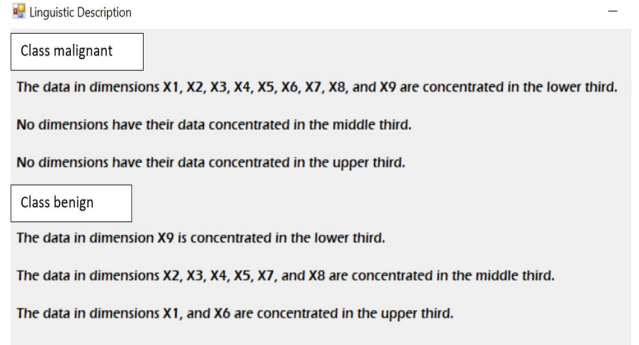 Linguistic Description
Class malignant
The data in dimensions X1, X2, X3, X4, X5, X6, X7, X8, and X9 are concentrated in the lower third.
No dimensions have their data concentrated in the middle third.
No dimensions have their data concentrated in the upper third.
Class benign
The data in dimension X9 is concentrated in the lower third.
The data in dimensions X2, X3, X4, X5, X7, and X8 are concentrated in the middle third.
The data in dimensions X1, and X6 are concentrated in the upper third.